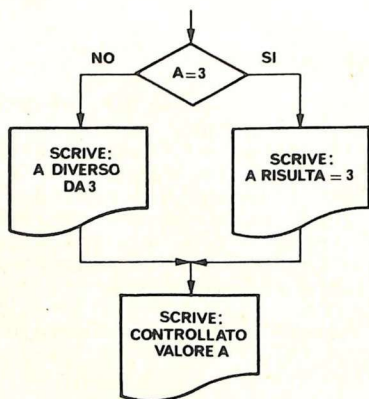 NO
A=3
SI
SCRIVE:
A DIVERSO
DA 3
SCRIVE:
A RISULTA = 3
SCRIVE:
CONTROLLATO
VALORE A